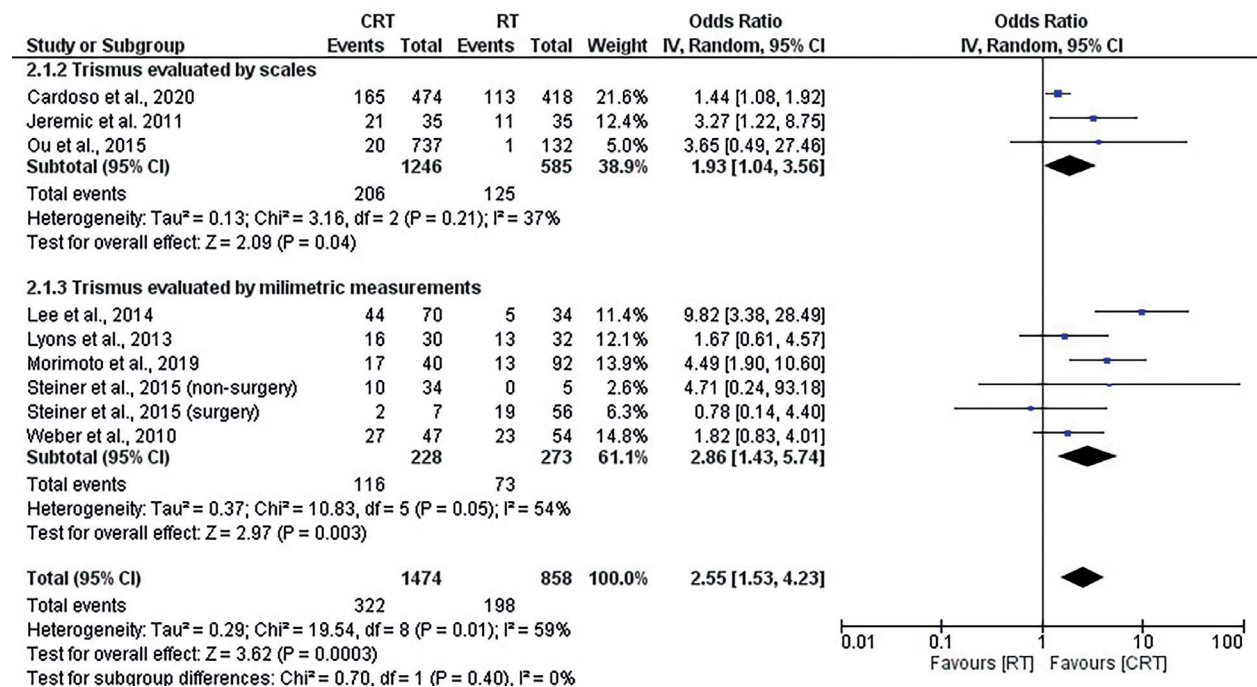 CRT RT Odds Ratio Odds Ratio
Study or Subgroup Events Total Events Total Weight IV, Random, 95% CI IV, Random, 95% CI
2.1.2 Trismus evaluated by scales
Cardoso et al., 2020 165 474 113 418 21.6% 1.44 [1.08, 1.92]
Jeremic et al. 2011 21 35 11 35 12.4% 3.27 [1.22, 8.75]
Ou et al., 2015 20 737 1 132 5.0% 3.65 [0.49, 27.46]
Subtotal (95% CI) 1246 585 38.9% 1.93 [1.04, 3.56]
Total events 206 125
Heterogeneity: Tau² = 0.13; Chi² = 3.16, df = 2 (P = 0.21); I² = 37%
Test for overall effect: Z = 2.09 (P = 0.04)
2.1.3 Trismus evaluated by milimetric measurements
Lee et al., 2014 44 70 5 34 11.4% 9.82 [3.38, 28.49]
Lyons et al., 2013 16 30 13 32 12.1% 1.67 [0.61, 4.57]
Morimoto et al., 2019 17 40 13 92 13.9% 4.49 [1.90, 10.60]
Steiner et al., 2015 (non-surgery) 10 34 0 5 2.6% 4.71 [0.24, 93.18]
Steiner et al., 2015 (surgery) 2 7 19 56 6.3% 0.78 [0.14, 4.40]
Weber et al., 2010 27 47 23 54 14.8% 1.82 [0.83, 4.01]
Subtotal (95% CI) 228 273 61.1% 2.86 [1.43, 5.74]
Total events 116 73
Heterogeneity: Tau² = 0.37; Chi² = 10.83, df = 5 (P = 0.05); I² = 54%
Test for overall effect: Z = 2.97 (P = 0.003)
Total (95% CI) 1474 858 100.0% 2.55 [1.53, 4.23]
Total events 322 198
Heterogeneity: Tau² = 0.29; Chi² = 19.54, df = 8 (P = 0.01); I² = 59%
Test for overall effect: Z = 3.62 (P = 0.0003)
Test for subgroup differences: Chi² = 0.70, df = 1 (P = 0.40), I² = 0%
0.01 0.1 1 10 100
Favours [RT] Favours [CRT]